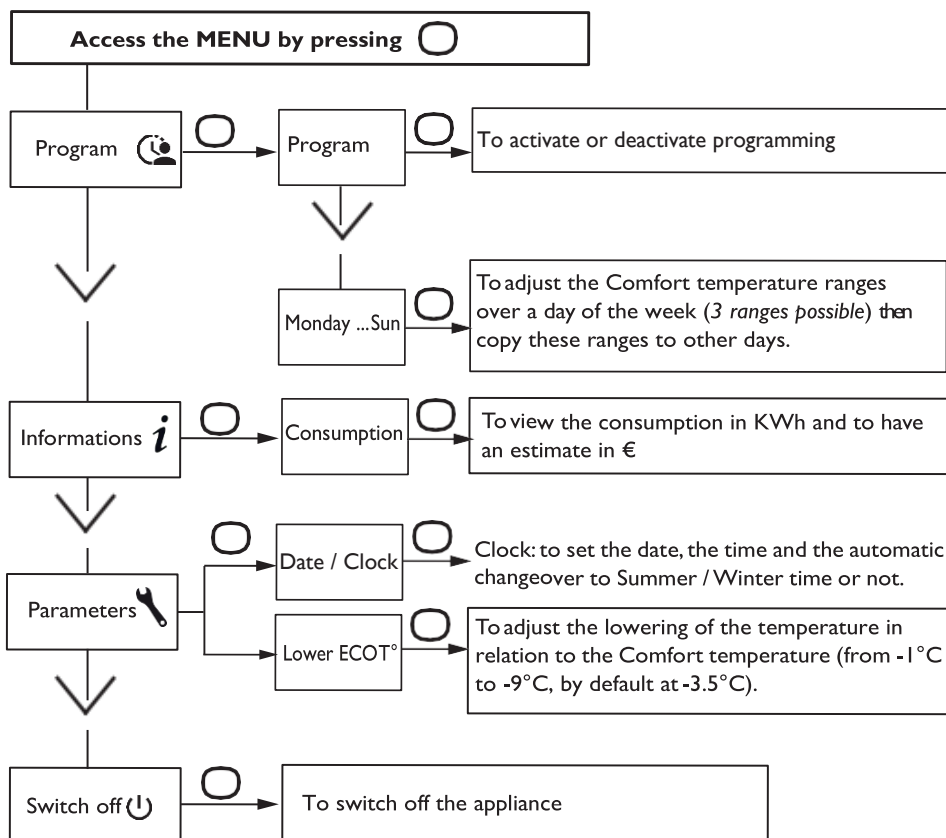 Access the MENU by pressing
Program
Program
To activate or deactivate programming
Monday ...Sun
To adjust the Comfort temperature ranges
over a day of the week (3 ranges possible) then
copy these ranges to other days.
Informations i
Consumption
To view the consumption in KWh and to have
an estimate in €
Parameters
Date / Clock
Clock: to set the date, the time and the automatic
changeover to Summer / Winter time or not.
Lower ECOT°
To adjust the lowering of the temperature in
relation to the Comfort temperature (from -1°C
to -9°C, by default at -3.5°C).
Switch off
To switch off the appliance